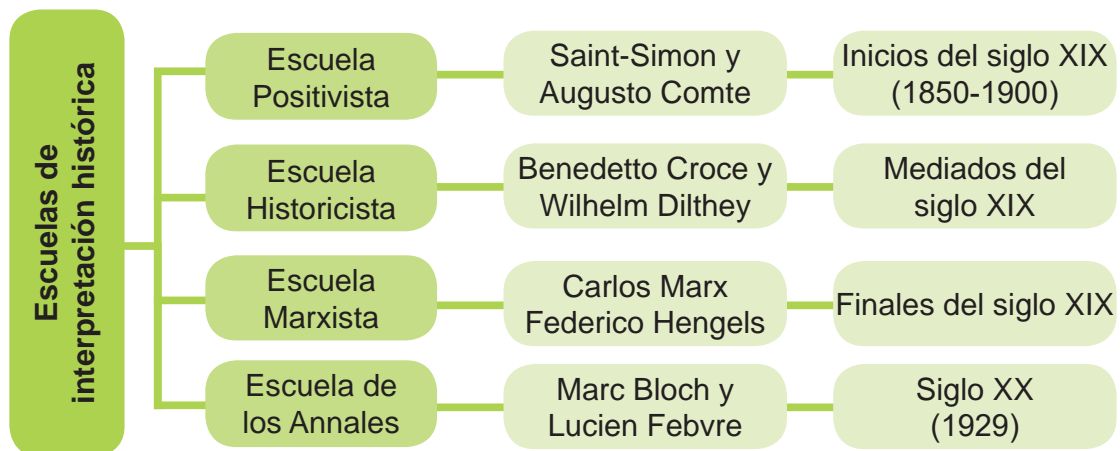 Escuelas de
interpretación histórica
Escuela
Positivista
Saint-Simon y
Augusto Comte
Inicios del siglo XIX
(1850-1900)
Escuela
Historicista
Benedetto Croce y
Wilhelm Dilthey
Mediados del
siglo XIX
Escuela
Marxista
Carlos Marx
Federico Hengels
Finales del siglo XIX
Escuela de
los Annales
Marc Bloch y
Lucien Febvre
Siglo XX
(1929)